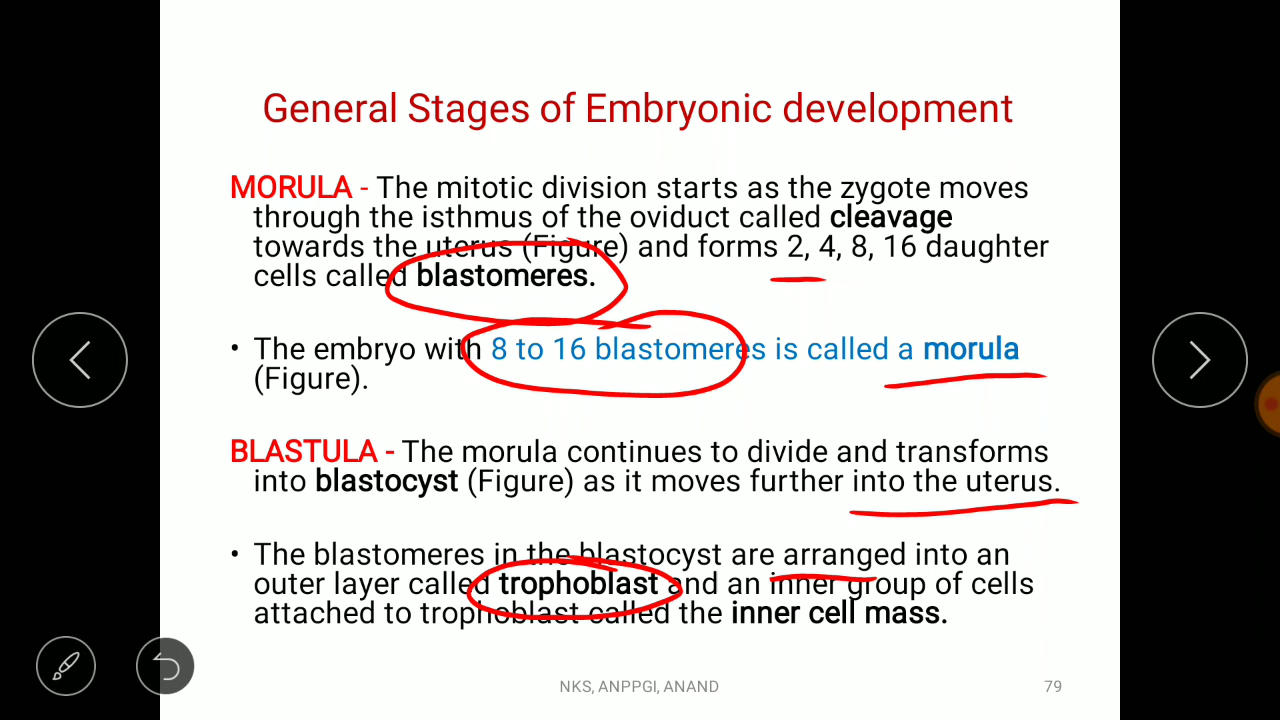 General Stages of Embryonic development
MORULA - The mitotic division starts as the zygote moves
through the isthmus of the oviduct called cleavage
towards the uterus (Figure) and forms 2, 4, 8, 16 daughter
cells called blastomeres.
• The embryo with 8 to 16 blastomeres is called a morula
(Figure).
BLASTULA - The morula continues to divide and transforms
into blastocyst (Figure) as it moves further into the uterus.
• The blastomeres in the blastocyst are arranged into an
outer layer called trophoblast and an inner group of cells
attached to trophoblast called the inner cell mass.
NKS, ANPPGI, ANAND
79